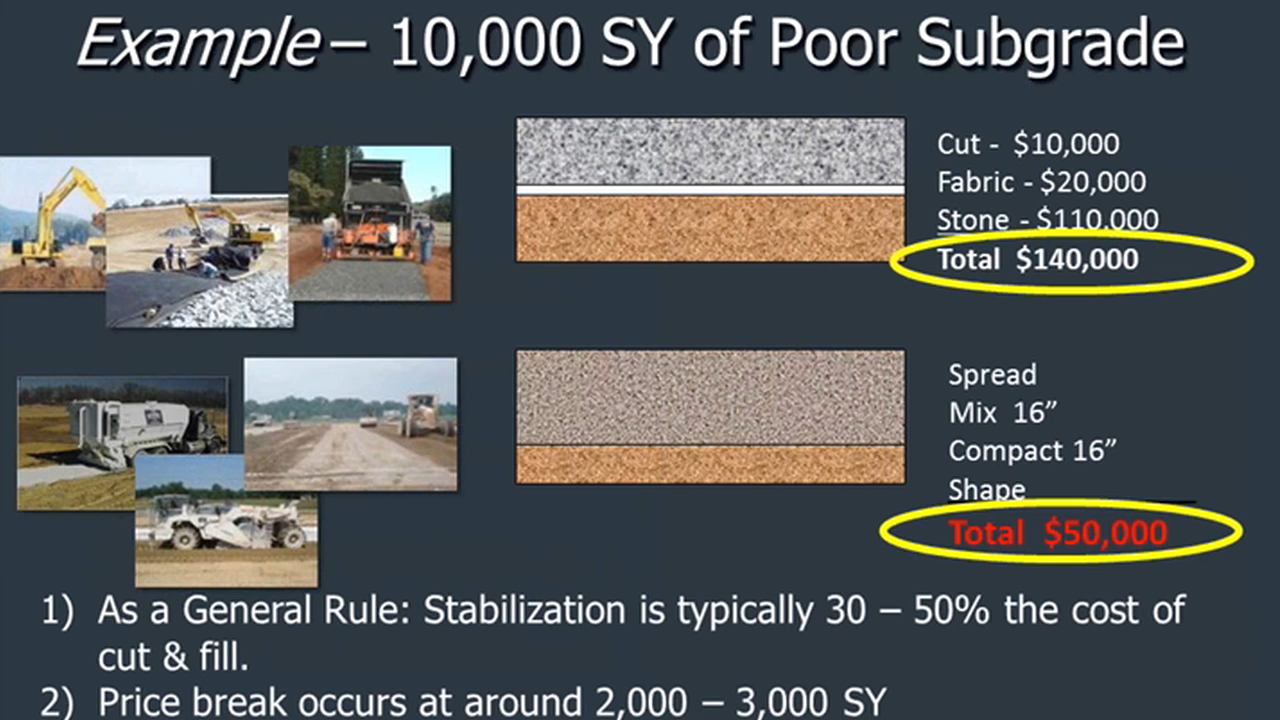 Example – 10,000 SY of Poor Subgrade
Cut - $10,000
Fabric - $20,000
Stone - $110,000
Total $140,000
Spread
Mix 16”
Compact 16”
Shape
Total $50,000
1) As a General Rule: Stabilization is typically 30 – 50% the cost of
cut & fill.
2) Price break occurs at around 2,000 – 3,000 SY